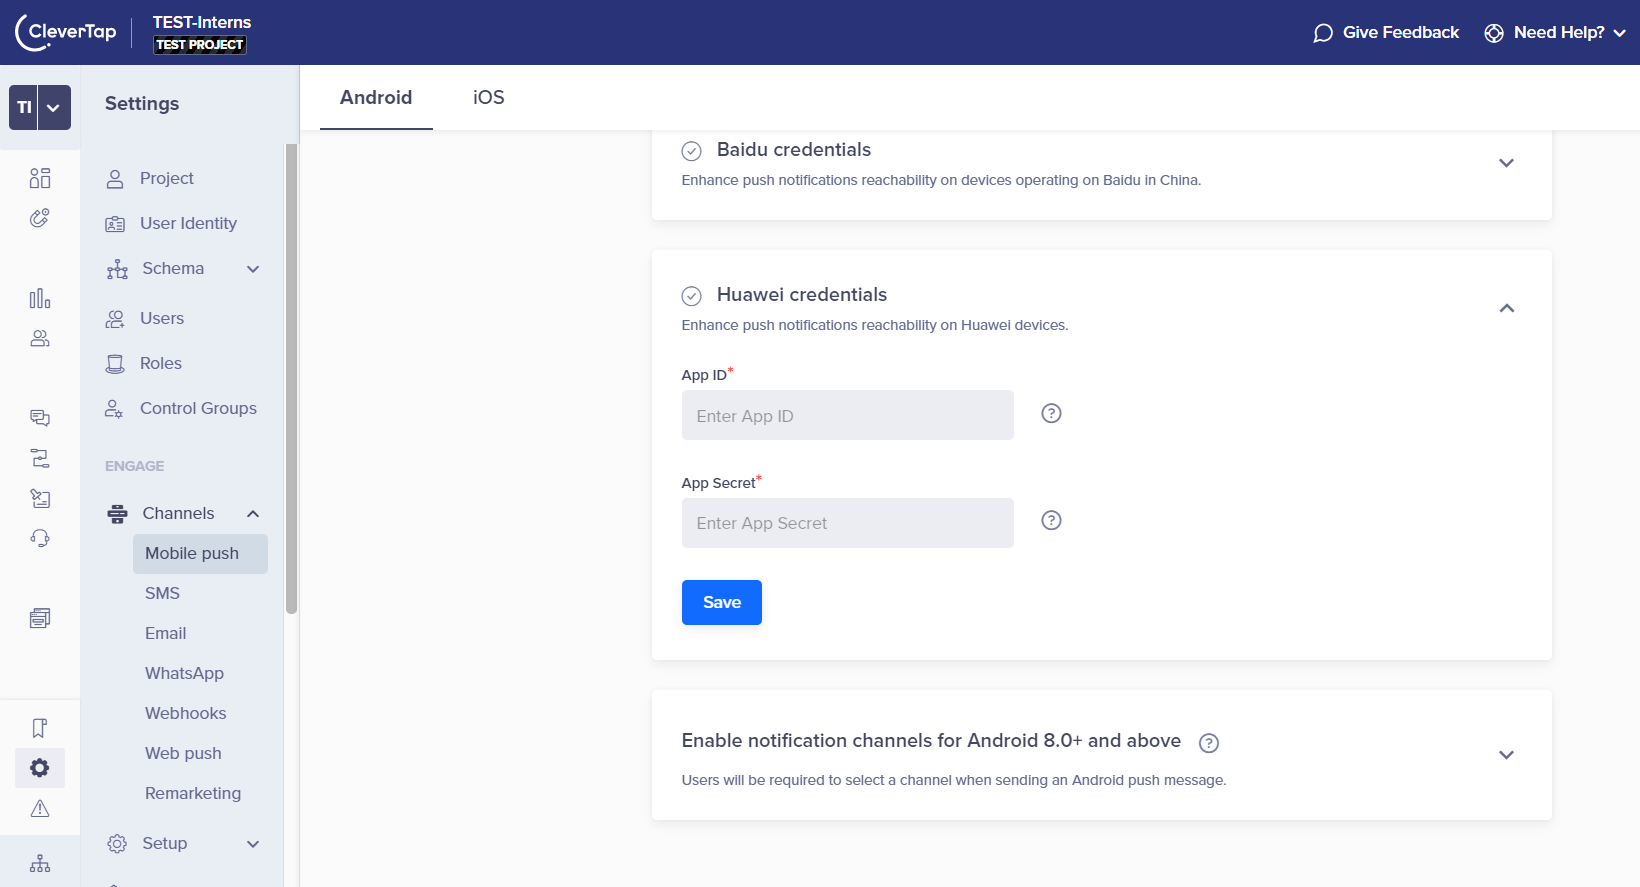 CleverTap
TEST-Interns
TEST PROJECT
Give Feedback
Need Help?
TI
Settings
Project
User Identity
Schema
Users
Roles
Control Groups
ENGAGE
Channels
Mobile push
SMS
Email
WhatsApp
Webhooks
Web push
Remarketing
Setup
Android
iOS
Baidu credentials
Enhance push notifications reachability on devices operating on Baidu in China.
Huawei credentials
Enhance push notifications reachability on Huawei devices.
App ID*
Enter App ID
?
App Secret*
Enter App Secret
?
Save
Enable notification channels for Android 8.0+ and above ?
Users will be required to select a channel when sending an Android push message.